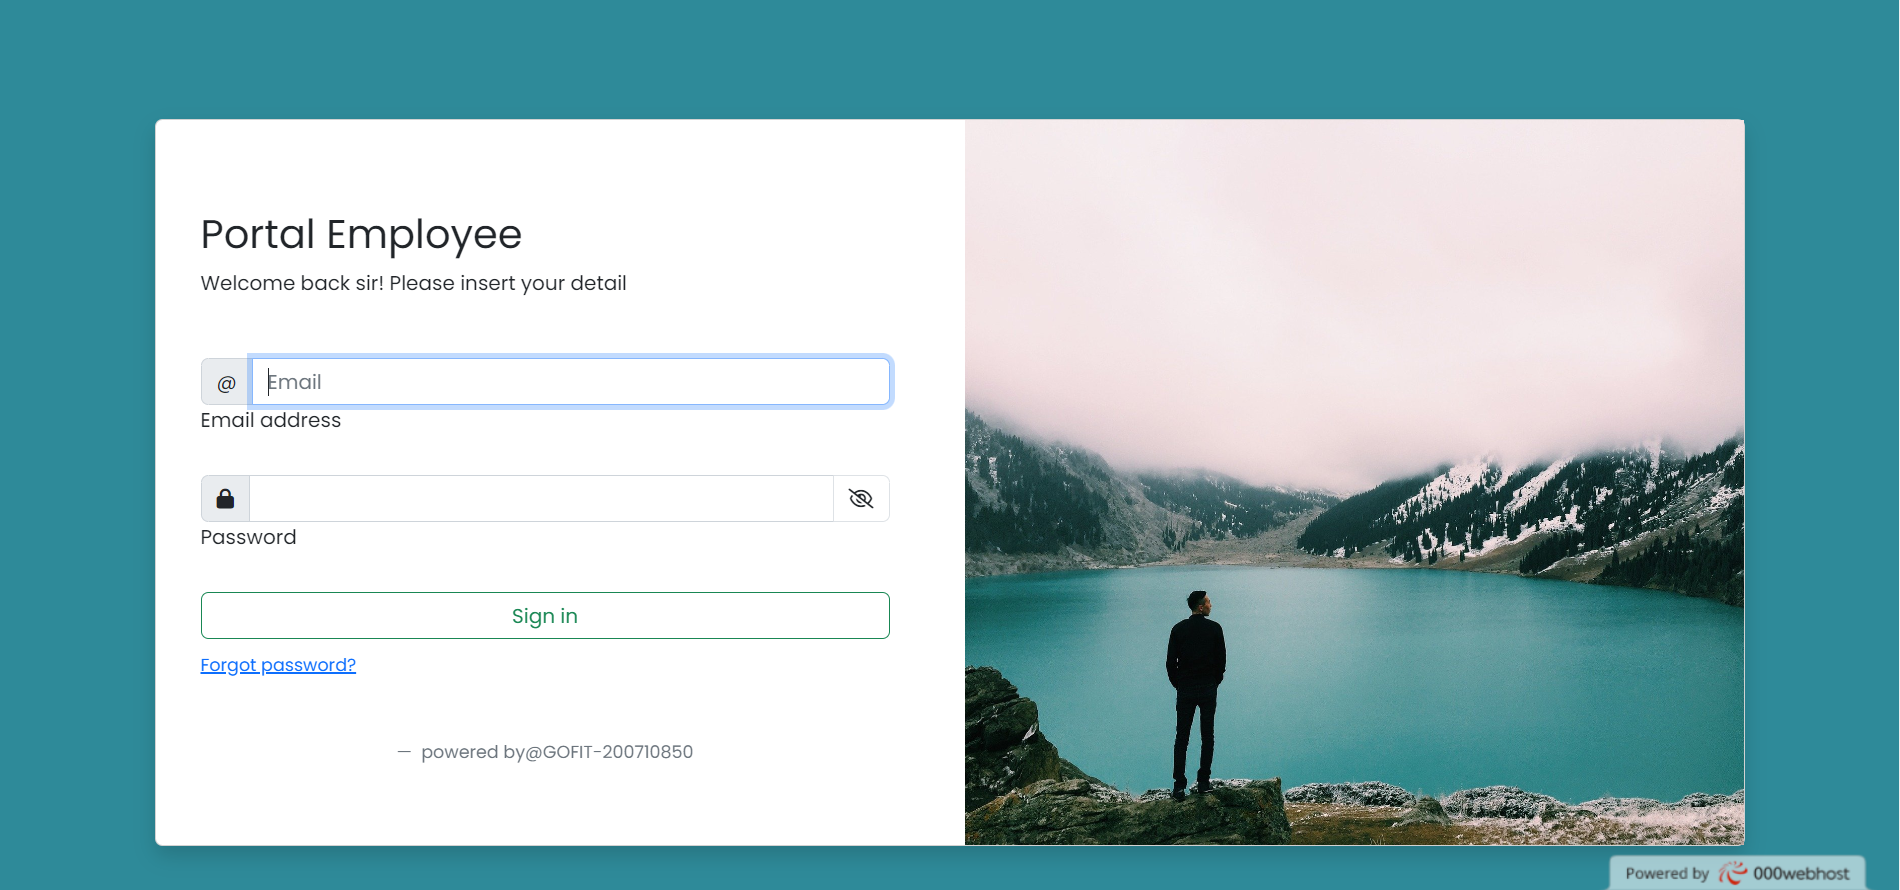 Portal Employee
Welcome back sir! Please insert your detail
@ Email
Email address
Password
Sign in
Forgot password?
— powered by@GOFIT-200710850
Powered by 000webhost